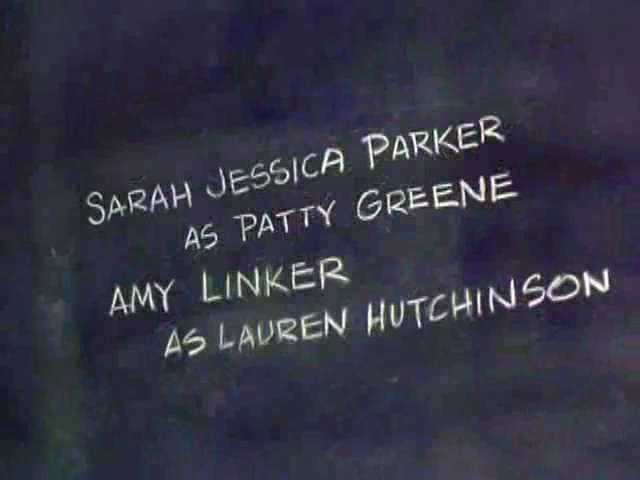 SARAH JESSICA PARKER
AS PATTY GREENE
AMY LINKER
AS LAUREN HUTCHINSON